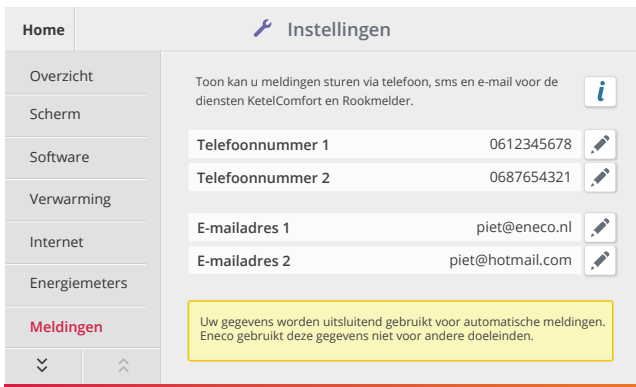 Home
Instellingen
Overzicht
Scherm
Software
Verwarming
Internet
Energiemeters
Meldingen
Toon kan u meldingen sturen via telefoon, sms en e-mail voor de
diensten KetelComfort en Rookmelder.
i
Telefoonnummer 1 0612345678
Telefoonnummer 2 0687654321
E-mailadres 1 piet@eneco.nl
E-mailadres 2 piet@hotmail.com
Uw gegevens worden uitsluitend gebruikt voor automatische meldingen.
Eneco gebruikt deze gegevens niet voor andere doeleinden.